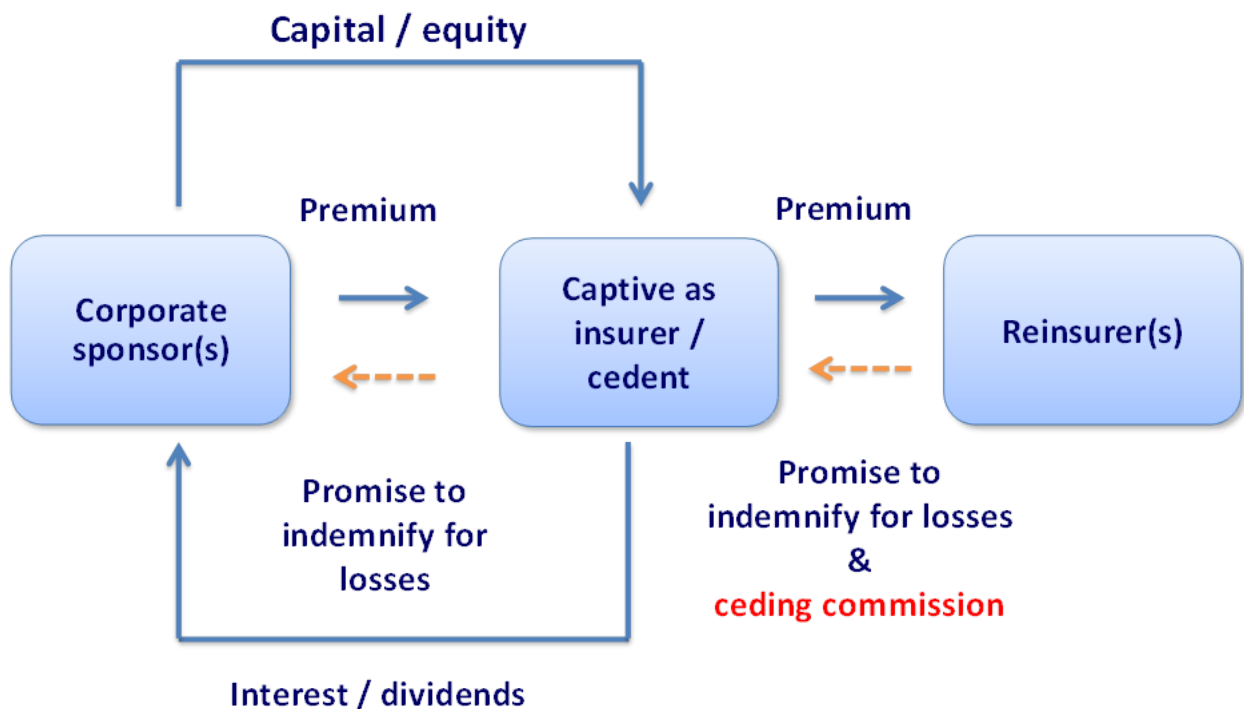 Capital / equity
Premium
Premium
Corporate
sponsor(s)
Captive as
insurer /
cedent
Reinsurer(s)
Promise to
indemnify for
losses
Promise to
indemnify for losses
&
ceding commission
Interest / dividends